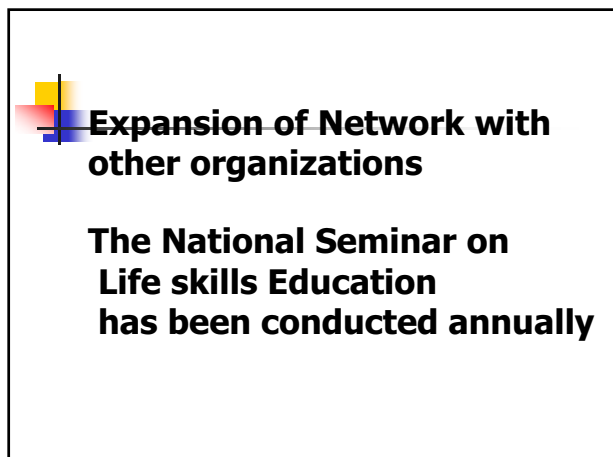 Expansion of Network with
other organizations
The National Seminar on
Life skills Education
has been conducted annually